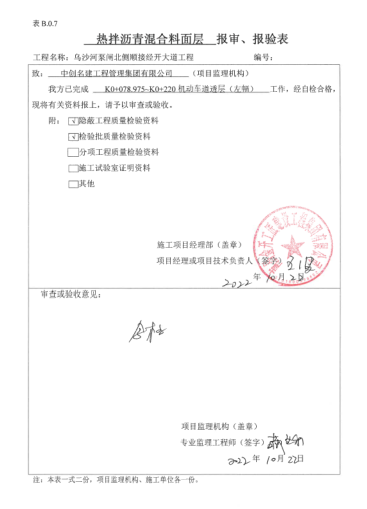 表 B.0.7
热拌沥青混合料面层 报审、报验表
工程名称：乌沙河泵闸北侧顺接经开大道工程 编号：
致： 中创名建工程管理集团有限公司 （项目监理机构）
我方已完成 K0+078.975~K0+220 机动车道透层（左幅） 工作，经自检合格，
现将有关资料报上，请予以审查或验收。
附： ☑隐蔽工程质量检验资料
☑检验批质量检验资料
□分项工程质量检验资料
□施工试验室证明资料
□其他
施工项目经理部（盖章）
项目经理或项目技术负责人（签字）
2022 年 10 月 22日
审查或验收意见：
合格
项目监理机构（盖章）
专业监理工程师（签字）
2022 年 10 月 22日
注：本表一式二份，项目监理机构、施工单位各一份。